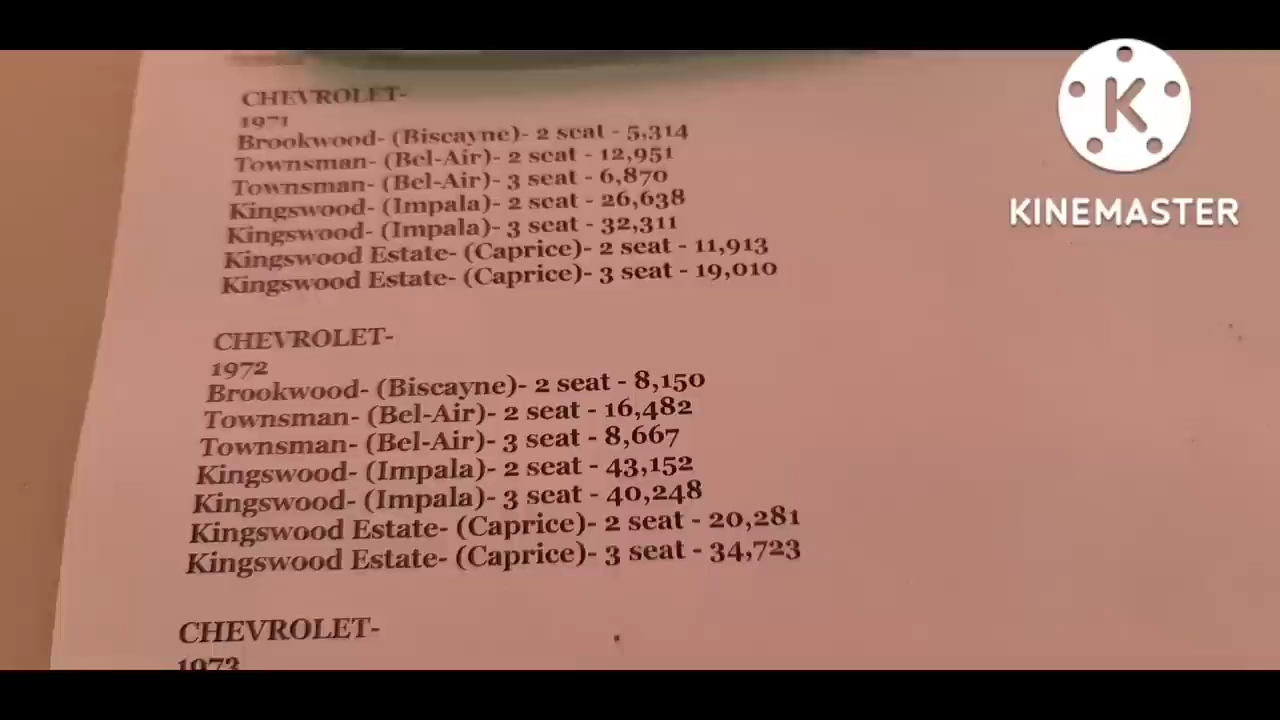 CHEVROLET-
1971
Brookwood- (Biscayne)- 2 seat - 5,314
Townsman- (Bel-Air)- 2 seat - 12,951
Townsman- (Bel-Air)- 3 seat - 6,870
Kingswood- (Impala)- 2 seat - 26,638
Kingswood- (Impala)- 3 seat - 32,311
Kingswood Estate- (Caprice)- 2 seat - 11,913
Kingswood Estate- (Caprice)- 3 seat - 19,010
CHEVROLET-
1972
Brookwood- (Biscayne)- 2 seat - 8,150
Townsman- (Bel-Air)- 2 seat - 16,482
Townsman- (Bel-Air)- 3 seat - 8,667
Kingswood- (Impala)- 2 seat - 43,152
Kingswood- (Impala)- 3 seat - 40,248
Kingswood Estate- (Caprice)- 2 seat - 20,281
Kingswood Estate- (Caprice)- 3 seat - 34,723
CHEVROLET-
1973
K
KINEMASTER